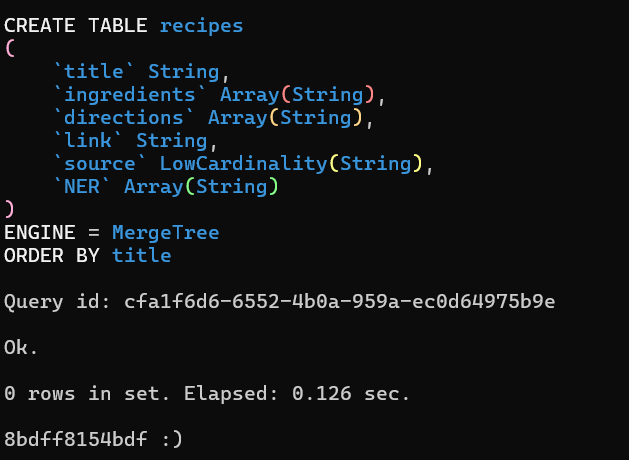 CREATE TABLE recipes
(
    `title` String,
    `ingredients` Array(String),
    `directions` Array(String),
    `link` String,
    `source` LowCardinality(String),
    `NER` Array(String)
)
ENGINE = MergeTree
ORDER BY title
Query id: cfa1f6d6-6552-4b0a-959a-ec0d64975b9e
Ok.
0 rows in set. Elapsed: 0.126 sec.
8bdff8154bdf :)